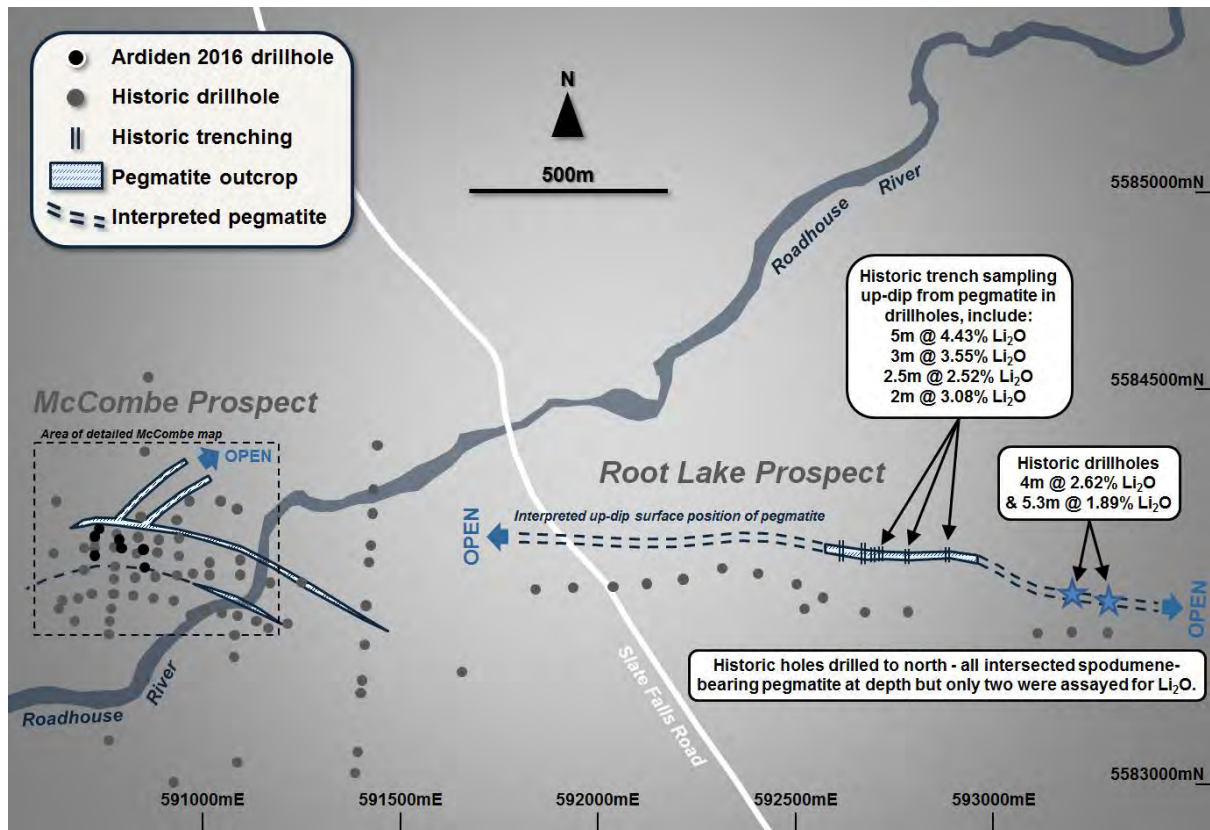 Ardiden 2016 drillhole
Historic drillhole
Historic trenching
Pegmatite outcrop
Interpreted pegmatite
N
500m
Roadhouse
River
5585000mN
Historic trench sampling
up-dip from pegmatite in
drillholes, include:
5m @ 4.43% Li₂O
3m @ 3.55% Li₂O
2.5m @ 2.52% Li₂O
2m @ 3.08% Li₂O
5584500mN
McCombe Prospect
Area of detailed McCombe map
OPEN
Root Lake Prospect
Historic drillholes
4m @ 2.62% Li₂O
& 5.3m @ 1.89% Li₂O
OPEN
Interpreted up-dip surface position of pegmatite
OPEN
Slate Falls Road
Historic holes drilled to north - all intersected spodumene-
bearing pegmatite at depth but only two were assayed for Li₂O.
Roadhouse
River
5583000mN
591000mE
591500mE
592000mE
592500mE
593000mE